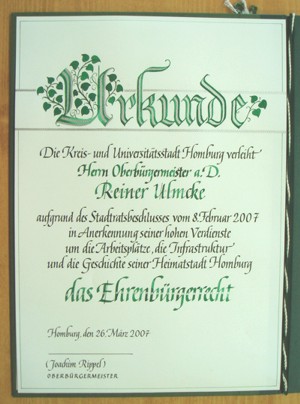 Urkunde
Die Kreis- und Universitätsstadt Homburg verleiht
Herrn Oberbürgermeister a. D.
Reiner Ulmcke
aufgrund des Stadtratsbeschlusses vom 8. Februar 2007
in Anerkennung seiner hohen Verdienste
um die Arbeitsplätze, die Infrastruktur
und die Geschichte seiner Heimatstadt Homburg
das Ehrenbürgerrecht
Homburg, den 26. März 2007
(Joachim Rippel)
OBERBÜRGERMEISTER